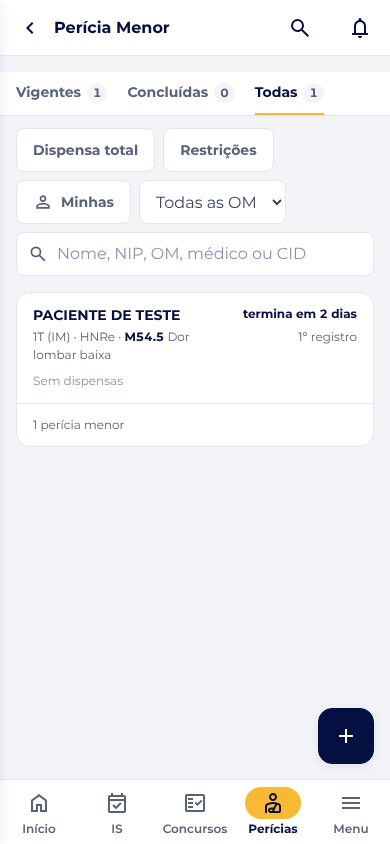 Perícia Menor
Vigentes 1 Concluídas 0 Todas 1
Dispensa total Restrições
Minhas Todas as OM
Nome, NIP, OM, médico ou CID
PACIENTE DE TESTE termina em 2 dias
1T (IM) · HNRe · M54.5 Dor 1º registro
lombar baixa
Sem dispensas
1 perícia menor
Início IS Concursos Perícias Menu